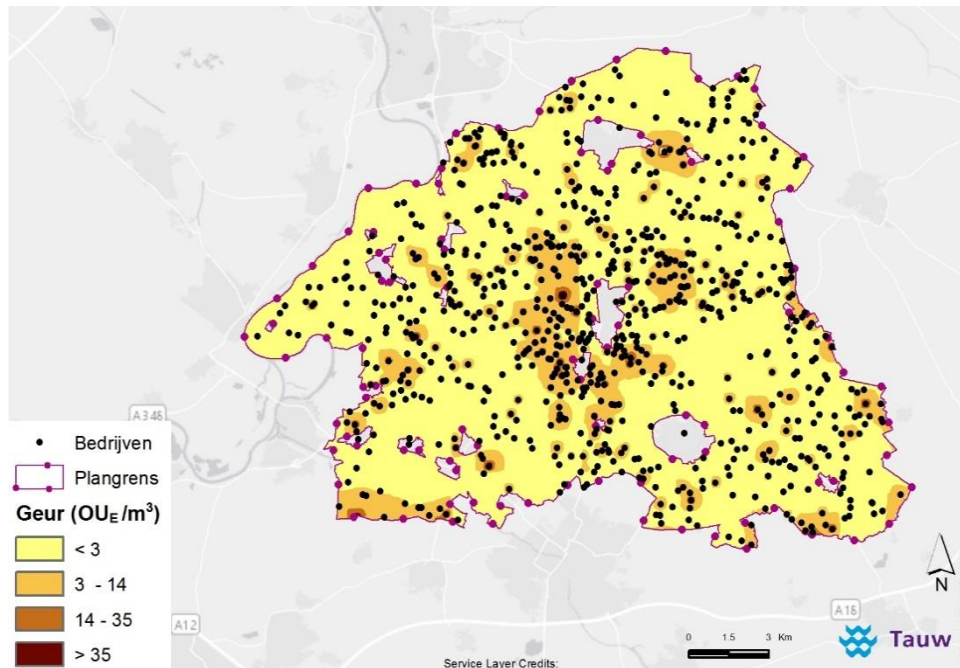 A348
Bedrijven
Plangrens
Geur (OU_E/m³)
< 3
3 - 14
14 - 35
> 35
A12
A18
N
0 1.5 3 Km
Tauw
Service Layer Credits: